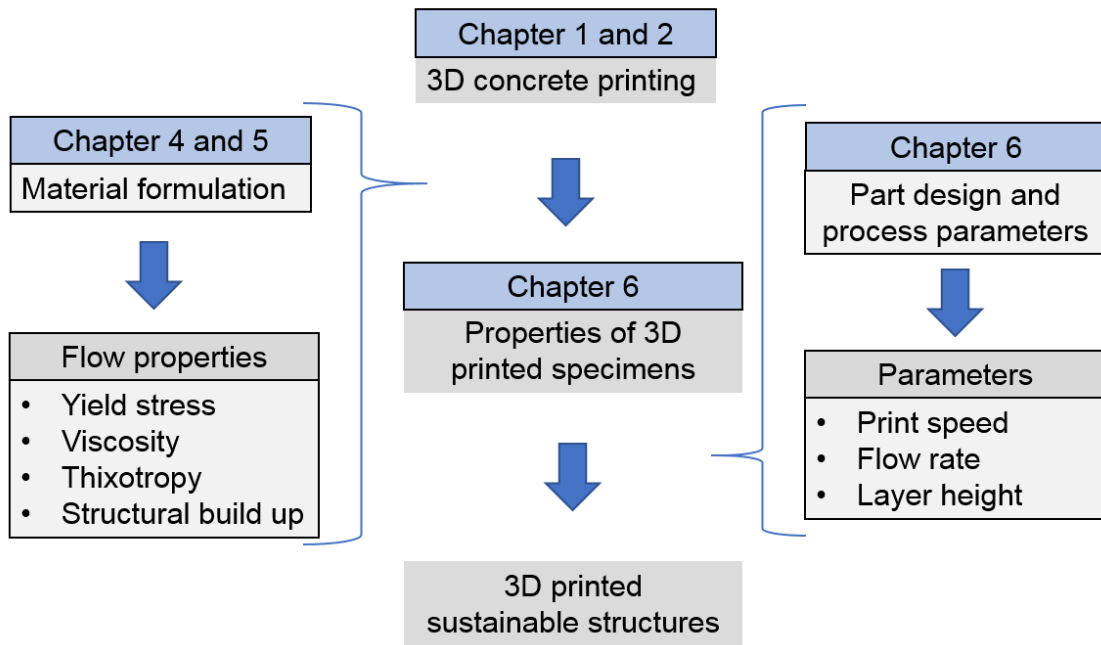 Chapter 1 and 2
3D concrete printing
Chapter 4 and 5
Material formulation
Flow properties
• Yield stress
• Viscosity
• Thixotropy
• Structural build up
Chapter 6
Properties of 3D
printed specimens
3D printed
sustainable structures
Chapter 6
Part design and
process parameters
Parameters
• Print speed
• Flow rate
• Layer height